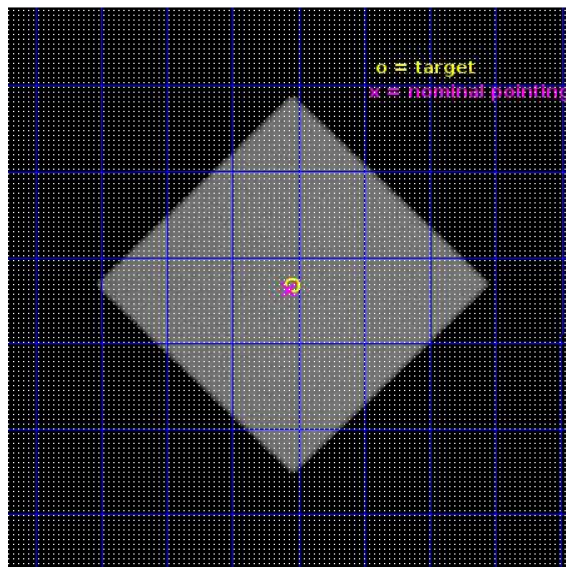 o = target
x = nominal pointing